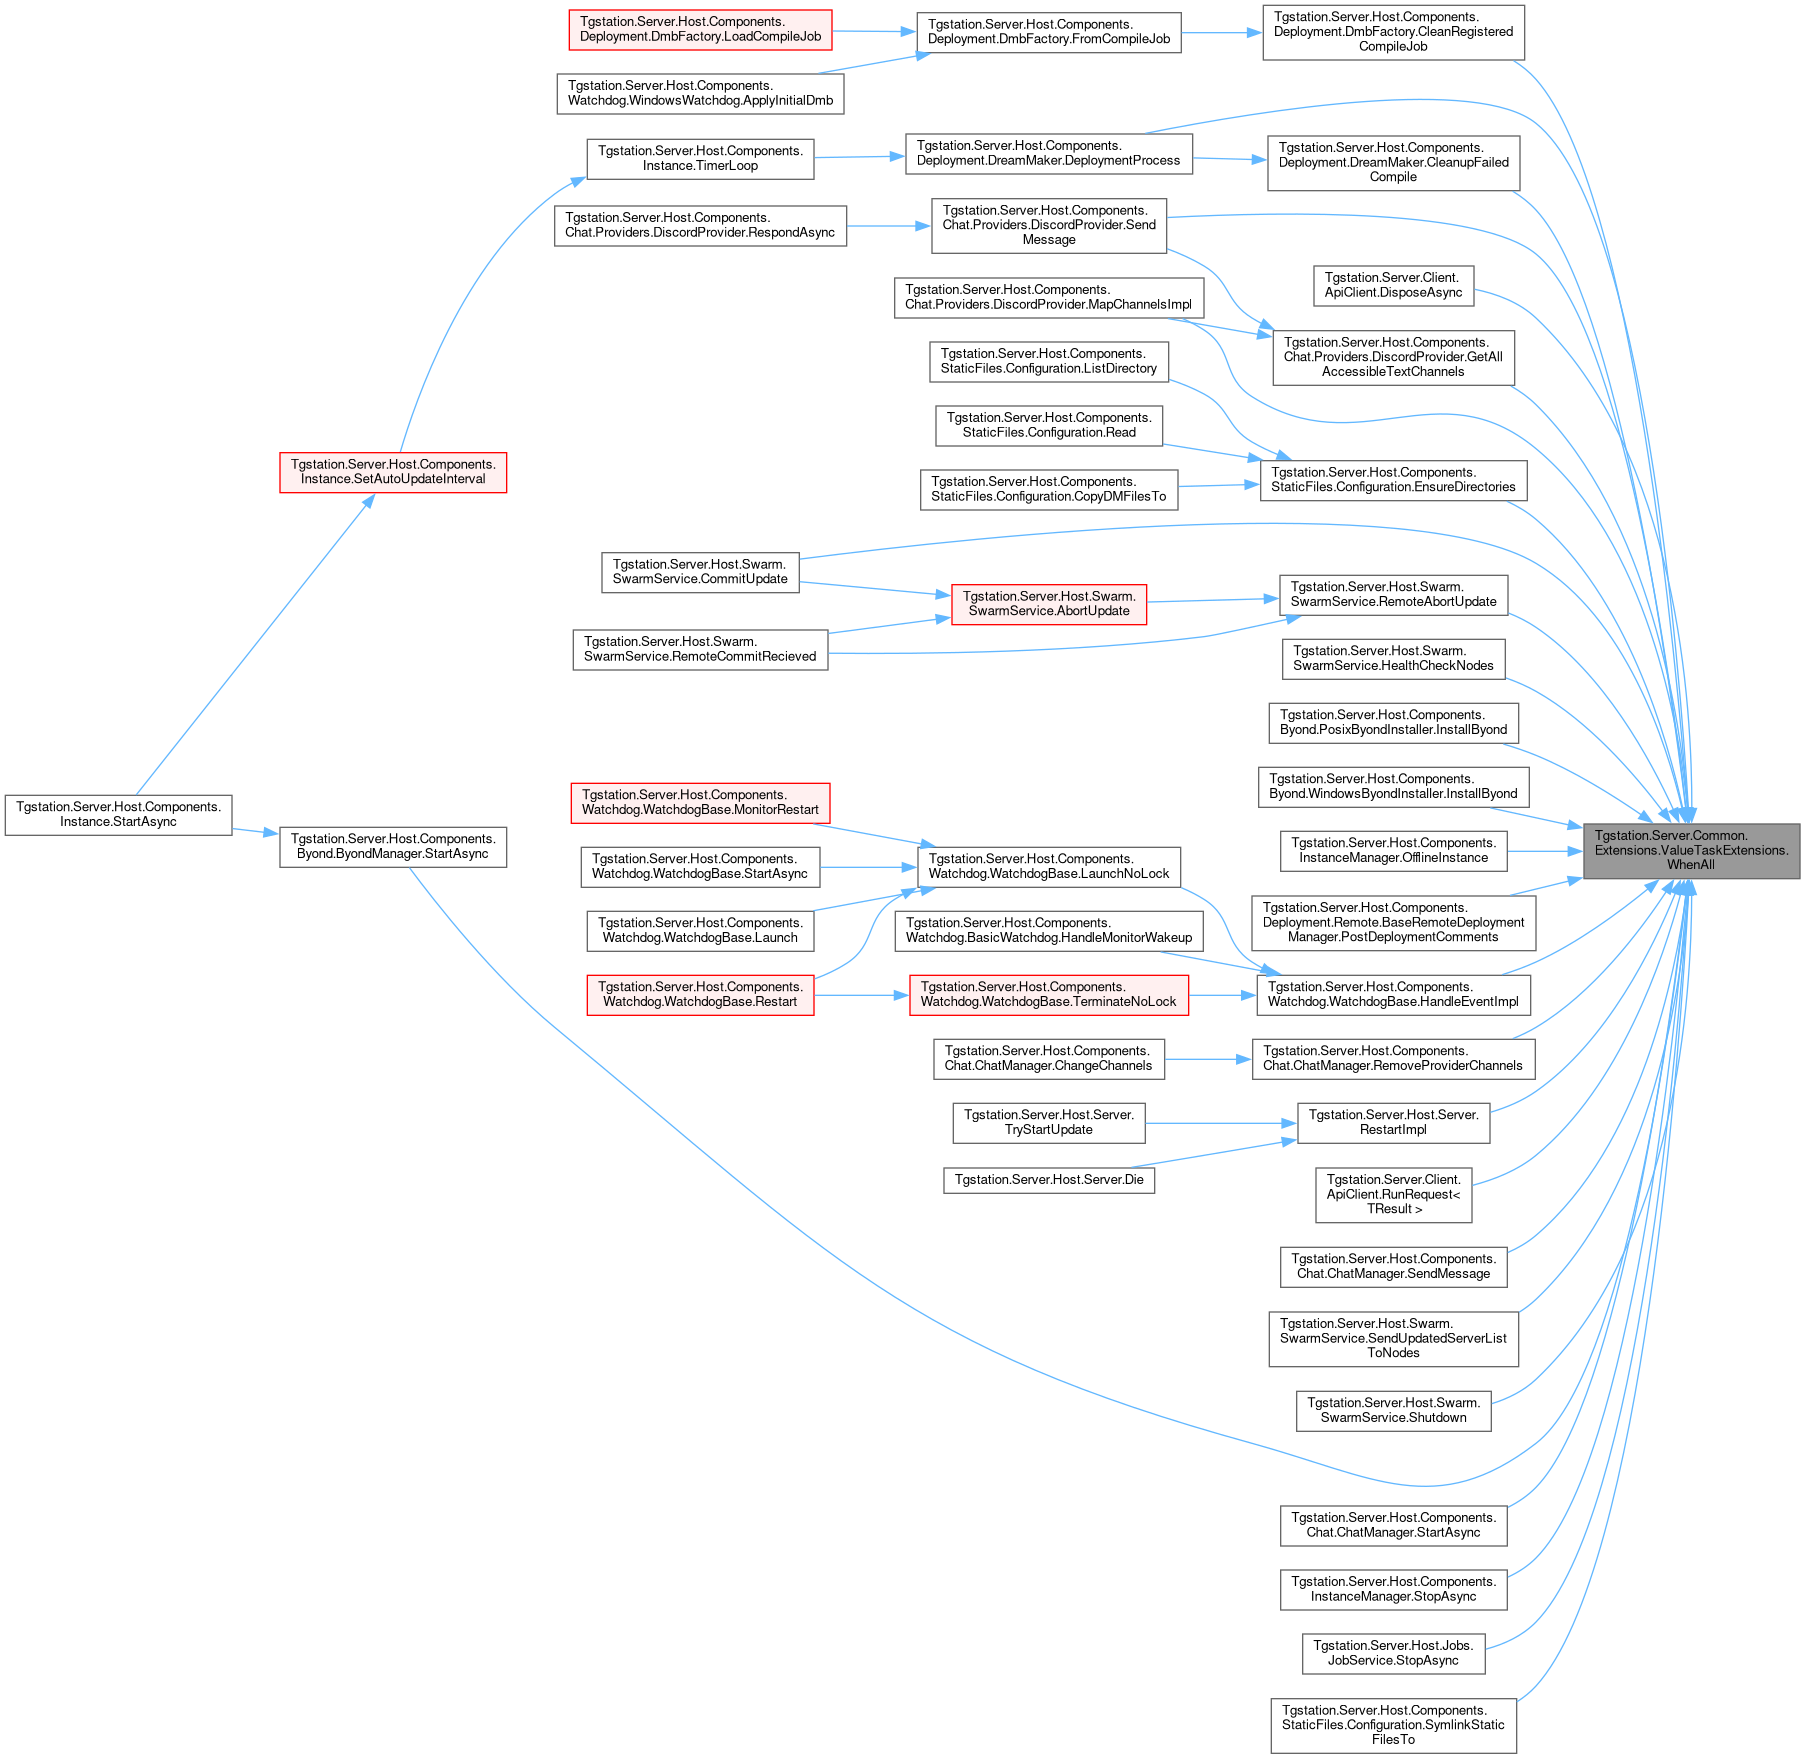 Tgstation.Server.Host.Components.
Deployment.DmbFactory.LoadCompileJob
Tgstation.Server.Host.Components.
Deployment.DmbFactory.FromCompileJob
Tgstation.Server.Host.Components.
Deployment.DmbFactory.CleanRegistered
CompileJob
Tgstation.Server.Host.Components.
Watchdog.WindowsWatchdog.ApplyInitialDmb
Tgstation.Server.Host.Components.
Instance.TimerLoop
Tgstation.Server.Host.Components.
Deployment.DreamMaker.DeploymentProcess
Tgstation.Server.Host.Components.
Deployment.DreamMaker.CleanupFailed
Compile
Tgstation.Server.Host.Components.
Chat.Providers.DiscordProvider.RespondAsync
Tgstation.Server.Host.Components.
Chat.Providers.DiscordProvider.Send
Message
Tgstation.Server.Client.
ApiClient.DisposeAsync
Tgstation.Server.Host.Components.
Chat.Providers.DiscordProvider.MapChannelsImpl
Tgstation.Server.Host.Components.
Chat.Providers.DiscordProvider.GetAll
AccessibleTextChannels
Tgstation.Server.Host.Components.
StaticFiles.Configuration.ListDirectory
Tgstation.Server.Host.Components.
StaticFiles.Configuration.Read
Tgstation.Server.Host.Components.
Instance.SetAutoUpdateInterval
Tgstation.Server.Host.Components.
StaticFiles.Configuration.CopyDMFilesTo
Tgstation.Server.Host.Components.
StaticFiles.Configuration.EnsureDirectories
Tgstation.Server.Host.Swarm.
SwarmService.CommitUpdate
Tgstation.Server.Host.Swarm.
SwarmService.AbortUpdate
Tgstation.Server.Host.Swarm.
SwarmService.RemoteAbortUpdate
Tgstation.Server.Host.Swarm.
SwarmService.RemoteCommitRecieved
Tgstation.Server.Host.Swarm.
SwarmService.HealthCheckNodes
Tgstation.Server.Host.Components.
Byond.PosixByondInstaller.InstallByond
Tgstation.Server.Host.Components.
Byond.WindowsByondInstaller.InstallByond
Tgstation.Server.Host.Components.
Instance.StartAsync
Tgstation.Server.Host.Components.
Byond.ByondManager.StartAsync
Tgstation.Server.Host.Components.
Watchdog.WatchdogBase.MonitorRestart
Tgstation.Server.Host.Components.
Watchdog.WatchdogBase.StartAsync
Tgstation.Server.Host.Components.
Watchdog.WatchdogBase.LaunchNoLock
Tgstation.Server.Host.Components.
InstanceManager.OfflineInstance
Tgstation.Server.Common.
Extensions.ValueTaskExtensions.
WhenAll
Tgstation.Server.Host.Components.
Watchdog.WatchdogBase.Launch
Tgstation.Server.Host.Components.
Watchdog.BasicWatchdog.HandleMonitorWakeup
Tgstation.Server.Host.Components.
Deployment.Remote.BaseRemoteDeployment
Manager.PostDeploymentComments
Tgstation.Server.Host.Components.
Watchdog.WatchdogBase.Restart
Tgstation.Server.Host.Components.
Watchdog.WatchdogBase.TerminateNoLock
Tgstation.Server.Host.Components.
Watchdog.WatchdogBase.HandleEventImpl
Tgstation.Server.Host.Components.
Chat.ChatManager.ChangeChannels
Tgstation.Server.Host.Components.
Chat.ChatManager.RemoveProviderChannels
Tgstation.Server.Host.Server.
TryStartUpdate
Tgstation.Server.Host.Server.
RestartImpl
Tgstation.Server.Host.Server.Die
Tgstation.Server.Client.
ApiClient.RunRequest<
TResult >
Tgstation.Server.Host.Components.
Chat.ChatManager.SendMessage
Tgstation.Server.Host.Swarm.
SwarmService.SendUpdatedServerList
ToNodes
Tgstation.Server.Host.Swarm.
SwarmService.Shutdown
Tgstation.Server.Host.Components.
Chat.ChatManager.StartAsync
Tgstation.Server.Host.Components.
InstanceManager.StopAsync
Tgstation.Server.Host.Jobs.
JobService.StopAsync
Tgstation.Server.Host.Components.
StaticFiles.Configuration.SymlinkStatic
FilesTo